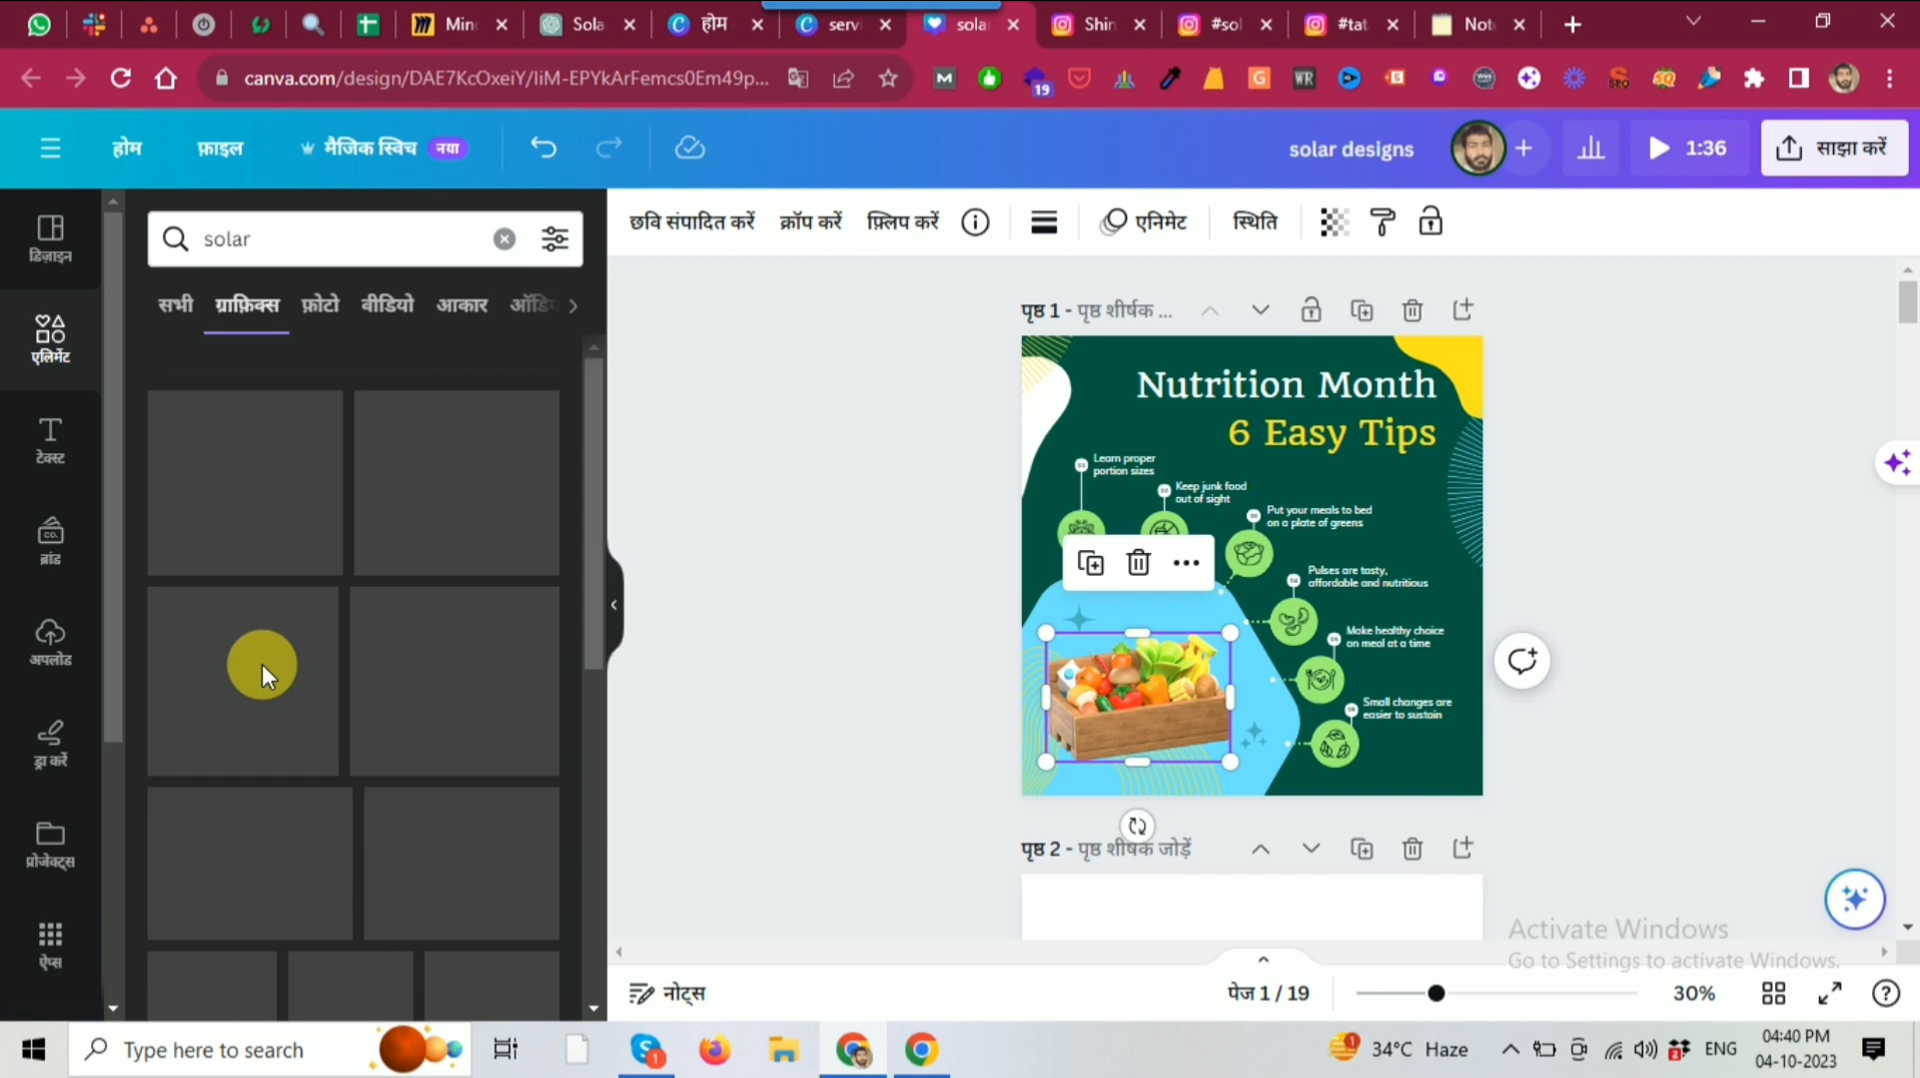 Min
Sola
होम
serv
sola
Shin
#sol
#tat
Not
canva.com/design/DAE7KcOxeiY/IiM-EPYkArFemcs0Em49p...
19
होम
फ़ाइल
मैजिक स्विच
नया
solar designs
1:36
साझा करें
डिज़ाइन
एलिमेंट
टेक्स्ट
ब्रांड
अपलोड
ड्रा करें
प्रोजेक्ट्स
ऐप्स
solar
सभी
ग्राफ़िक्स
फ़ोटो
वीडियो
आकार
ऑडि
छवि संपादित करें
क्रॉप करें
फ़्लिप करें
एनिमेट
स्थिति
पृष्ठ 1 - पृष्ठ शीर्षक ...
Nutrition Month
6 Easy Tips
Learn proper
portion sizes
Keep junk food
out of sight
Put your meals to bed
on a plate of greens
Pulses are tasty,
affordable and nutritious
Make healthy choice
on meal at a time
Small changes are
easier to sustain
पृष्ठ 2 - पृष्ठ शीर्षक जोड़ें
Activate Windows
Go to Settings to activate Windows.
नोट्स
पेज 1 / 19
30%
Type here to search
34°C Haze
ENG
04:40 PM
04-10-2023